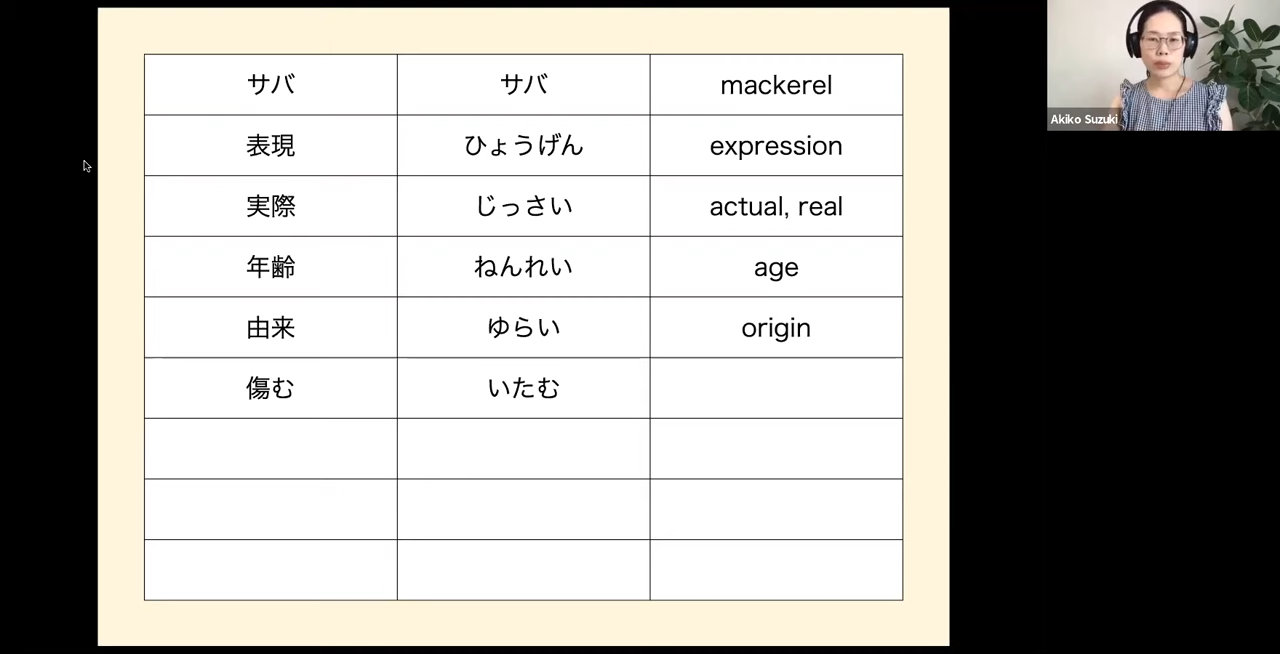 サバ サバ mackerel
表現 ひょうげん expression
実際 じっさい actual, real
年齢 ねんれい age
由来 ゆらい origin
傷む いたむ
Akiko Suzuki